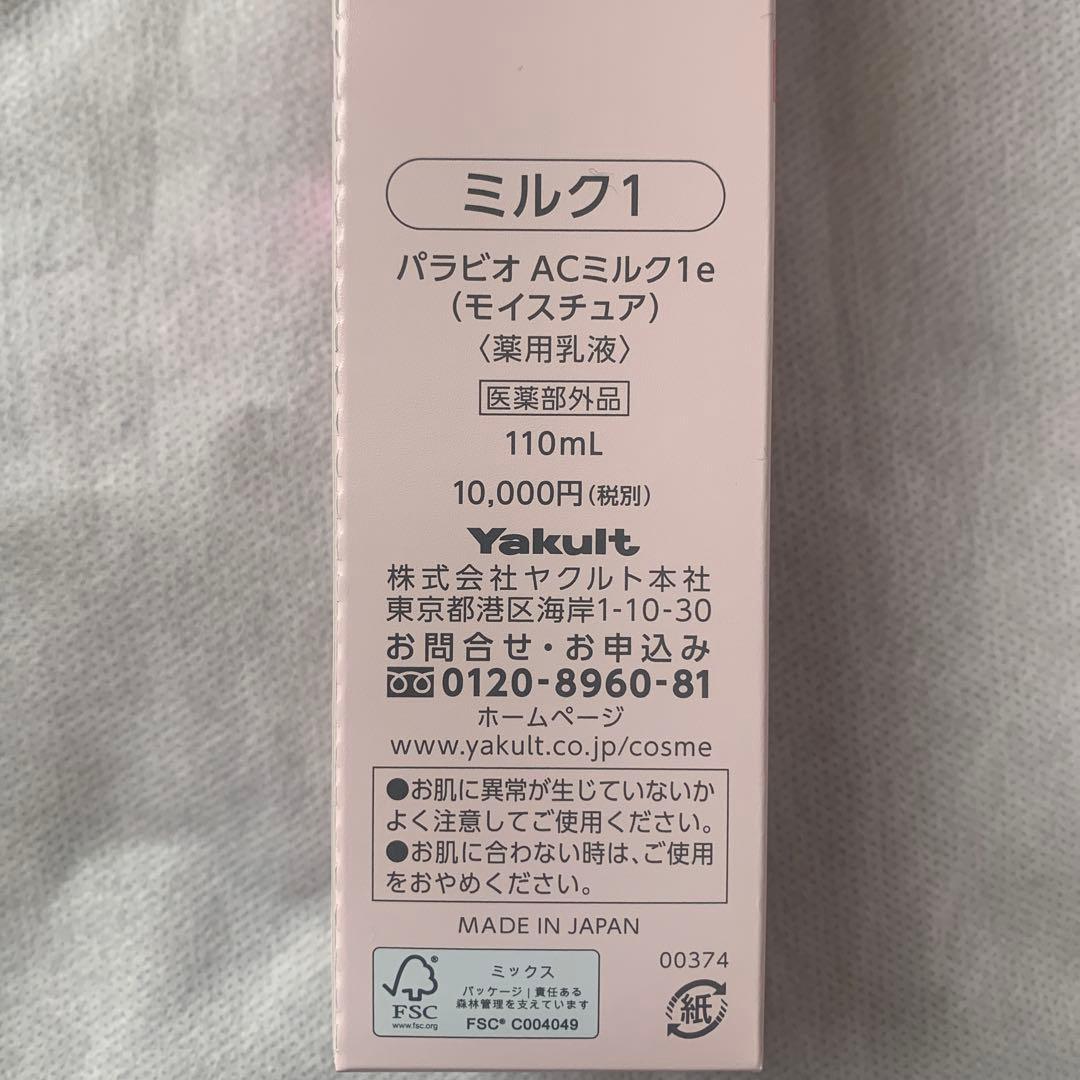 ミルク1
パラビオ ACミルク1e
(モイスチュア)
〈薬用乳液〉
医薬部外品
110mL
10,000円(税別)
Yakult
株式会社ヤクルト本社
東京都港区海岸1-10-30
お問合せ・お申込み
0120-8960-81
ホームページ
www.yakult.co.jp/cosme
●お肌に異常が生じていないか
よく注意してご使用ください。
●お肌に合わない時は、ご使用
をおやめください。
MADE IN JAPAN
FSC®
www.fsc.org
ミックス
パッケージ|責任ある
森林管理を支えています
FSC® C004049
00374
紙